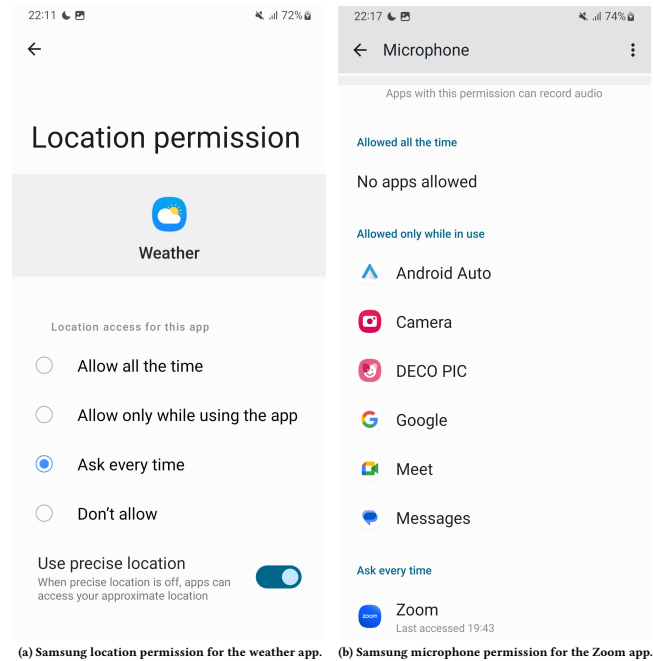 22:11
72%
Location permission
Weather
Location access for this app
Allow all the time
Allow only while using the app
Ask every time
Don't allow
Use precise location
When precise location is off, apps can
access your approximate location
(a) Samsung location permission for the weather app.
22:17
74%
Microphone
Apps with this permission can record audio
Allowed all the time
No apps allowed
Allowed only while in use
Android Auto
Camera
DECO PIC
Google
Meet
Messages
Ask every time
zoom
Zoom
Last accessed 19:43
(b) Samsung microphone permission for the Zoom app.